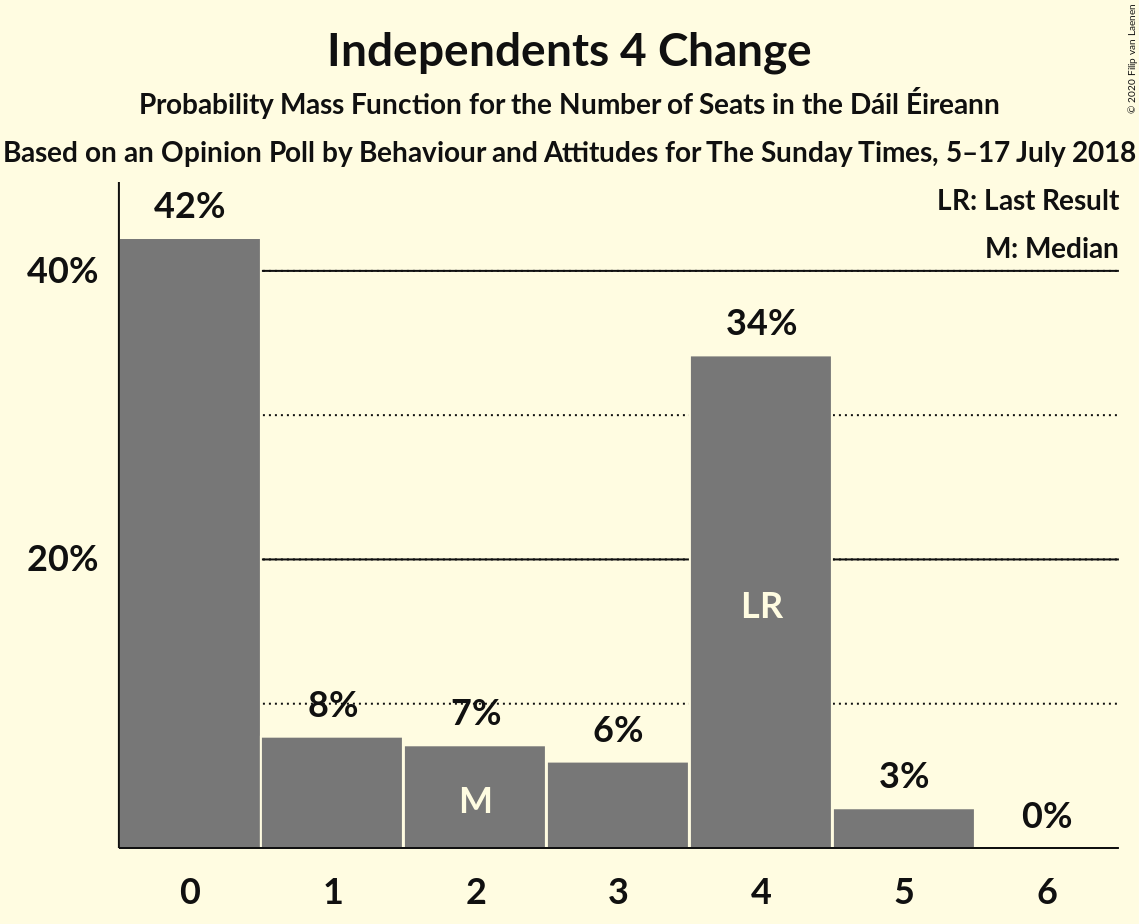 Independents 4 Change
Probability Mass Function for the Number of Seats in the Dáil Éireann
Based on an Opinion Poll by Behaviour and Attitudes for The Sunday Times, 5–17 July 2018
© 2020 Filip van Laenen
LR: Last Result
M: Median
42%
40%
34%
20%
LR
8%
7%
6%
3%
0%
M
0 1 2 3 4 5 6